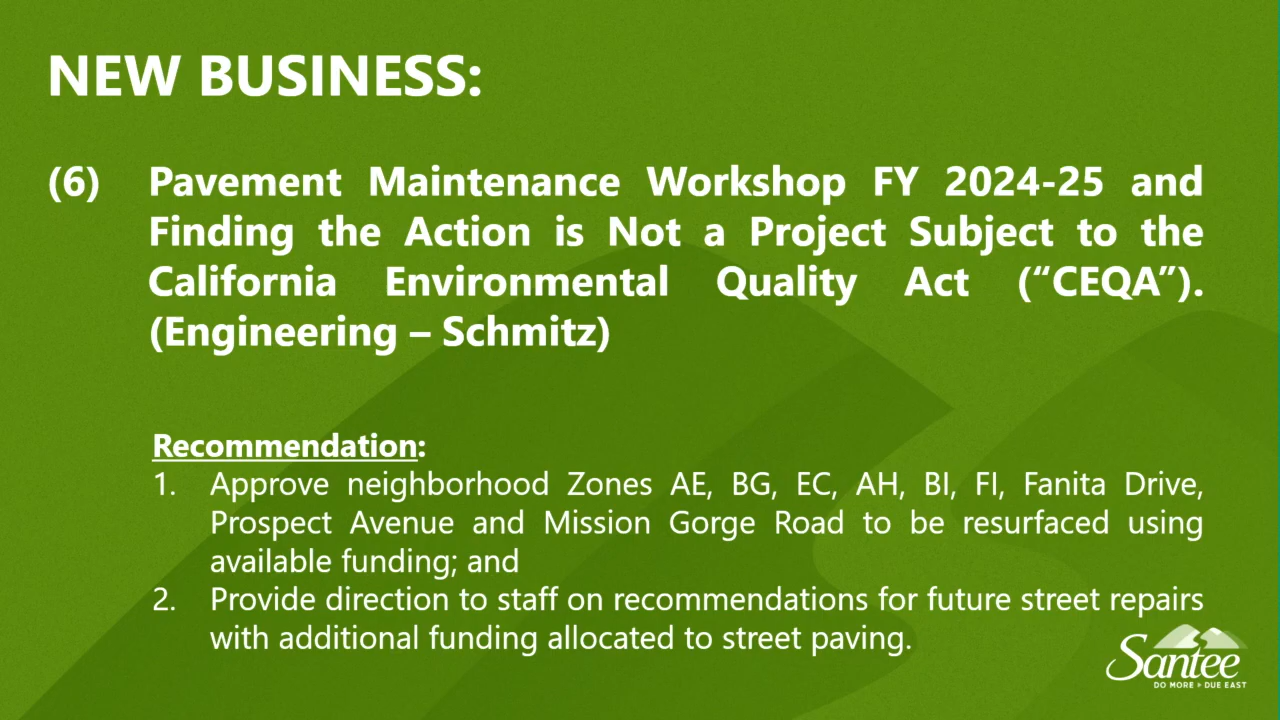 NEW BUSINESS:
(6) Pavement Maintenance Workshop FY 2024-25 and
Finding the Action is Not a Project Subject to the
California Environmental Quality Act (“CEQA”).
(Engineering – Schmitz)
Recommendation:
1. Approve neighborhood Zones AE, BG, EC, AH, BI, FI, Fanita Drive,
Prospect Avenue and Mission Gorge Road to be resurfaced using
available funding; and
2. Provide direction to staff on recommendations for future street repairs
with additional funding allocated to street paving.
Santee
DO MORE ▸ DUE EAST